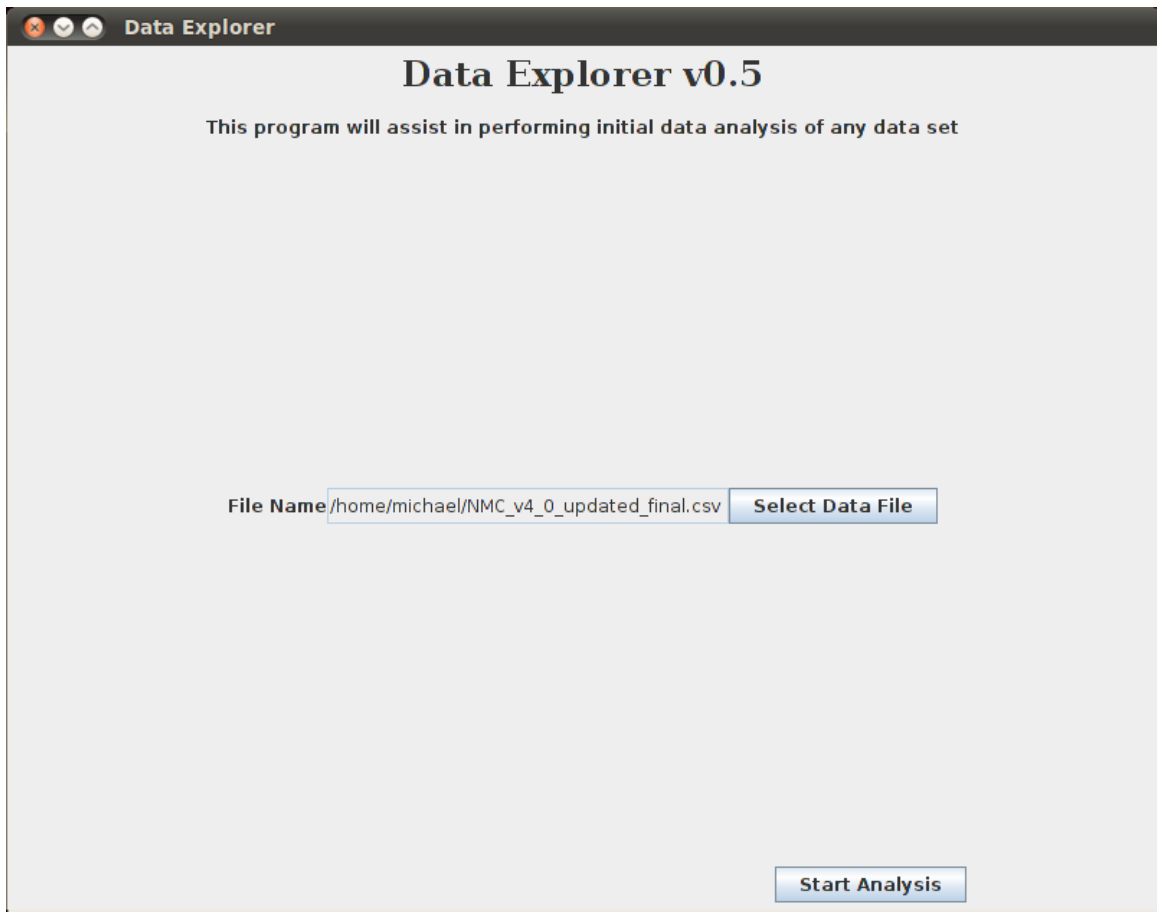 Data Explorer
Data Explorer v0.5
This program will assist in performing initial data analysis of any data set
File Name /home/michael/NMC_v4_0_updated_final.csv Select Data File
Start Analysis